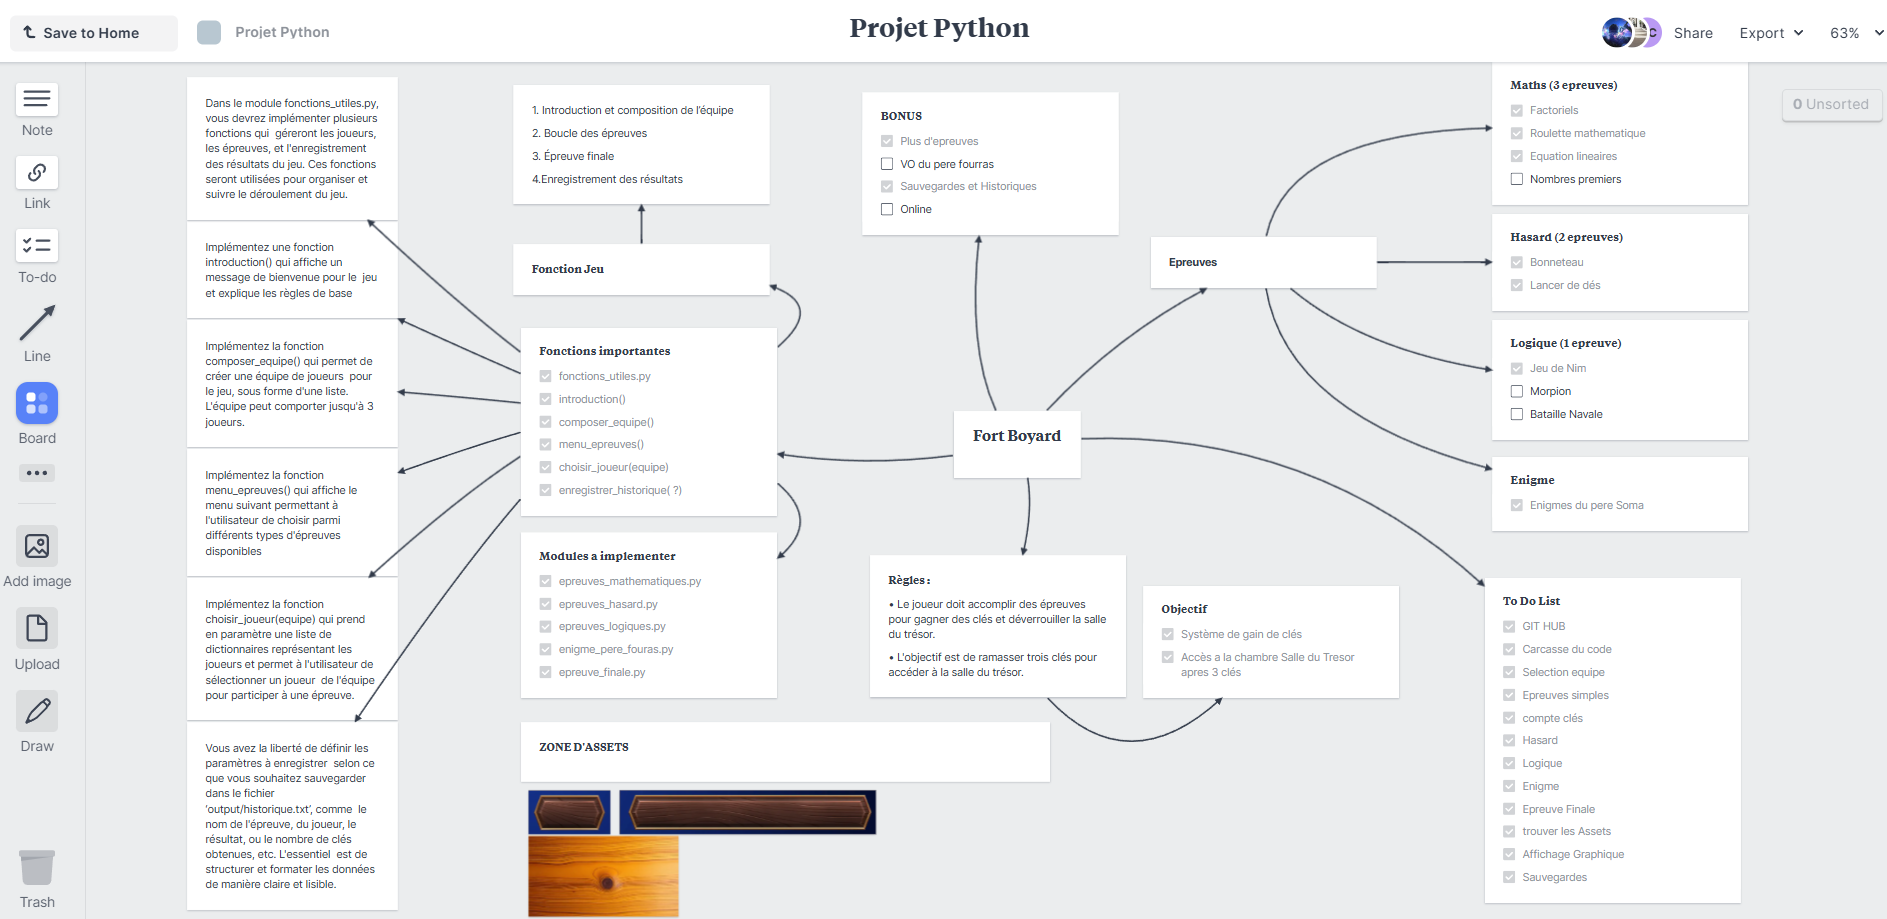 Save to Home
Projet Python
Projet Python
C
Share
Export
63%
Note
Link
To-do
Line
Board
Add image
Upload
Draw
Trash
0 Unsorted
Dans le module fonctions_utiles.py,
vous devrez implémenter plusieurs
fonctions qui géreront les joueurs,
les épreuves, et l'enregistrement
des résultats du jeu. Ces fonctions
seront utilisées pour organiser et
suivre le déroulement du jeu.
Implémentez une fonction
introduction() qui affiche un
message de bienvenue pour le jeu
et explique les règles de base
Implémentez la fonction
composer_equipe() qui permet de
créer une équipe de joueurs pour
le jeu, sous forme d'une liste.
L'équipe peut comporter jusqu'à 3
joueurs.
Implémentez la fonction
menu_epreuves() qui affiche le
menu suivant permettant à
l'utilisateur de choisir parmi
différents types d'épreuves
disponibles
Implémentez la fonction
choisir_joueur(equipe) qui prend
en paramètre une liste de
dictionnaires représentant les
joueurs et permet à l'utilisateur de
sélectionner un joueur de l'équipe
pour participer à une épreuve.
Vous avez la liberté de définir les
paramètres à enregistrer selon ce
que vous souhaitez sauvegarder
dans le fichier
'output/historique.txt', comme le
nom de l'épreuve, du joueur, le
résultat, ou le nombre de clés
obtenues, etc. L'essentiel est de
structurer et formater les données
de manière claire et lisible.
1. Introduction et composition de l'équipe
2. Boucle des épreuves
3. Épreuve finale
4.Enregistrement des résultats
Fonction Jeu
Fonctions importantes
fonctions_utiles.py
introduction()
composer_equipe()
menu_epreuves()
choisir_joueur(equipe)
enregistrer_historique( ?)
Modules a implementer
epreuves_mathematiques.py
epreuves_hasard.py
epreuves_logiques.py
enigme_pere_fouras.py
epreuve_finale.py
ZONE D'ASSETS
BONUS
Plus d'epreuves
VO du pere fourras
Sauvegardes et Historiques
Online
Fort Boyard
Règles :
• Le joueur doit accomplir des épreuves
pour gagner des clés et déverrouiller la salle
du trésor.
• L'objectif est de ramasser trois clés pour
accéder à la salle du trésor.
Objectif
Système de gain de clés
Accès a la chambre Salle du Tresor
apres 3 clés
Epreuves
Maths (3 epreuves)
Factoriels
Roulette mathematique
Equation lineaires
Nombres premiers
Hasard (2 epreuves)
Bonneteau
Lancer de dés
Logique (1 epreuve)
Jeu de Nim
Morpion
Bataille Navale
Enigme
Enigmes du pere Soma
To Do List
GIT HUB
Carcasse du code
Selection equipe
Epreuves simples
compte clés
Hasard
Logique
Enigme
Epreuve Finale
trouver les Assets
Affichage Graphique
Sauvegardes